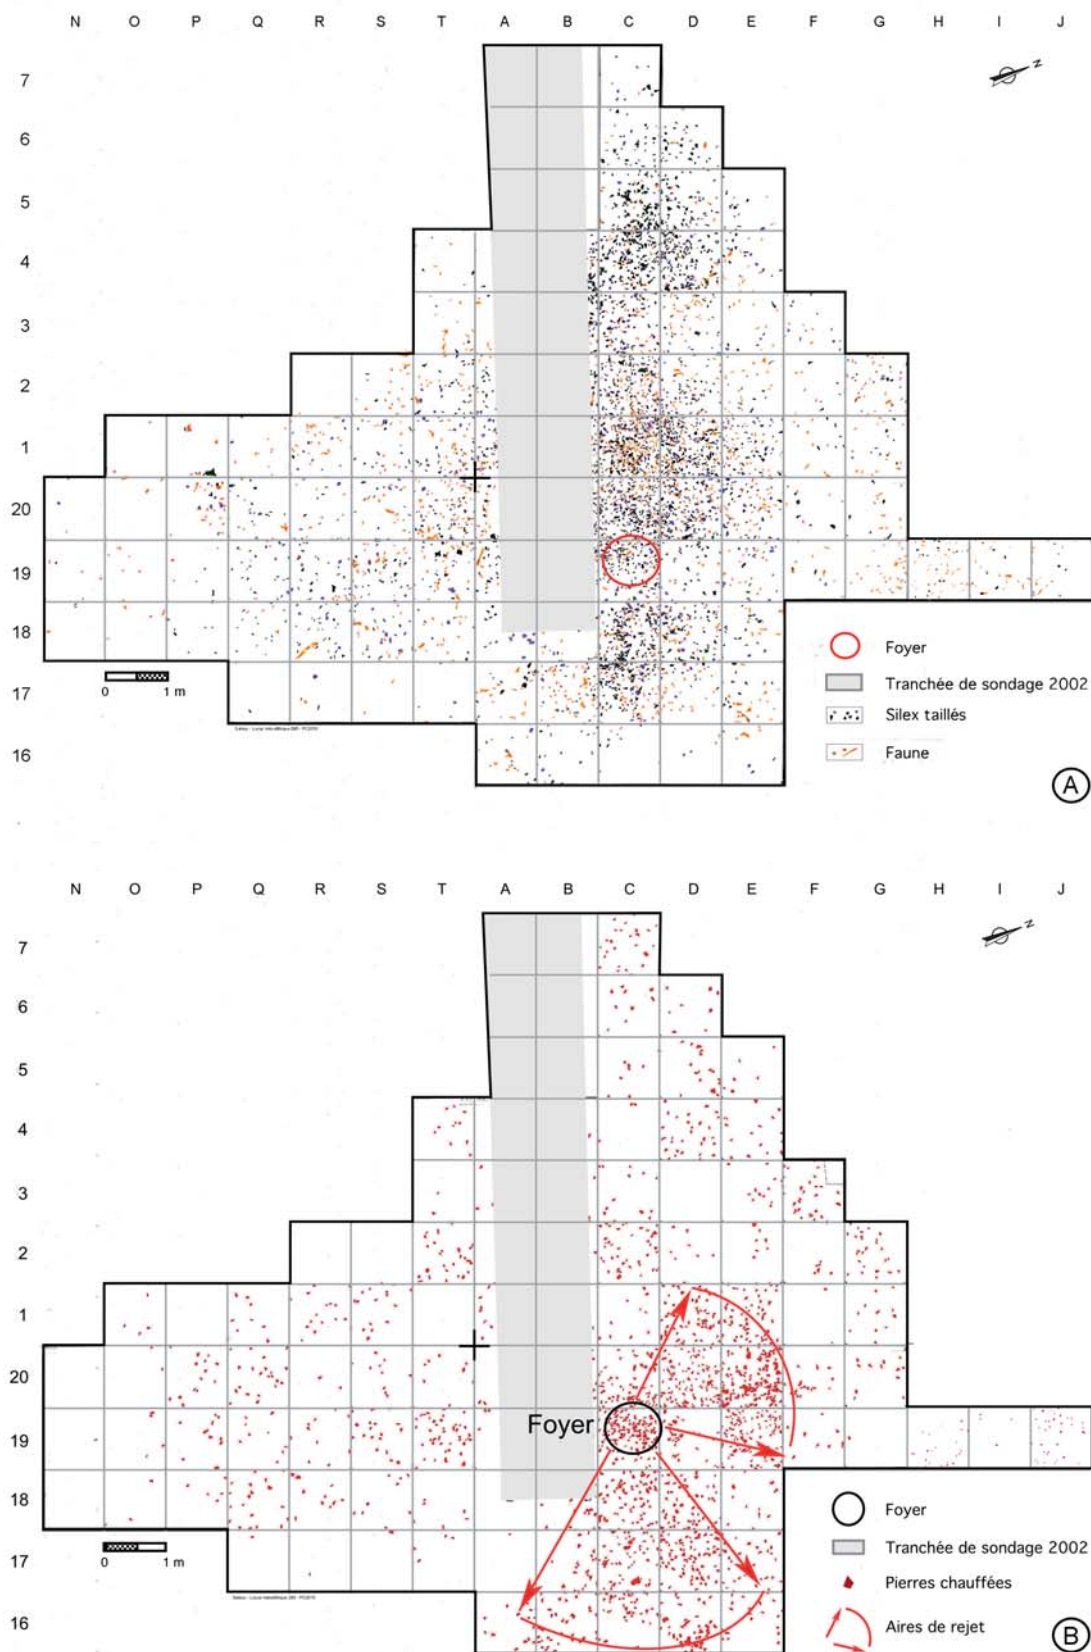 N O P Q R S T A B C D E F G H I J
N
7
6
5
4
3
2
1
20
19
18
17
16
0 1 m
Foyer
Tranchée de sondage 2002
Silex taillés
Faune
A
N O P Q R S T A B C D E F G H I J
N
7
6
5
4
3
2
1
20
19
18
17
16
Foyer
0 1 m
Foyer
Tranchée de sondage 2002
Pierres chauffées
Aires de rejet
B